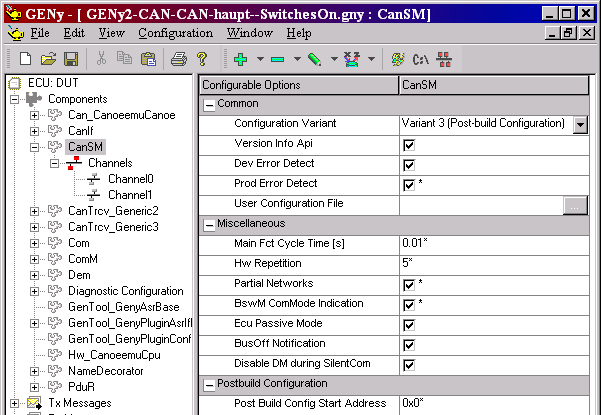 GENy - [ GENy2-CAN-CAN-haupt--SwitchesOn.gny : CanSM]
File Edit View Configuration Window Help
C:\
ECU: DUT
Components
Can_CanoeemuCanoe
CanIf
CanSM
Channels
Channel0
Channel1
CanTrcv_Generic2
CanTrcv_Generic3
Com
ComM
Dem
Diagnostic Configuration
GenTool_GenyAsrBase
GenTool_GenyPluginAsrIf
GenTool_GenyPluginConf
Hw_CanoeemuCpu
NameDecorator
PduR
Tx Messages
Configurable Options CanSM
Common
Configuration Variant Variant 3 (Post-build Configuration)
Version Info Api
Dev Error Detect
Prod Error Detect *
User Configuration File ...
Miscellaneous
Main Fct Cycle Time [s] 0.01*
Hw Repetition 5*
Partial Networks *
BswM ComMode Indication *
Ecu Passive Mode
BusOff Notification
Disable DM during SilentCom
Postbuild Configuration
Post Build Config Start Address 0x0*